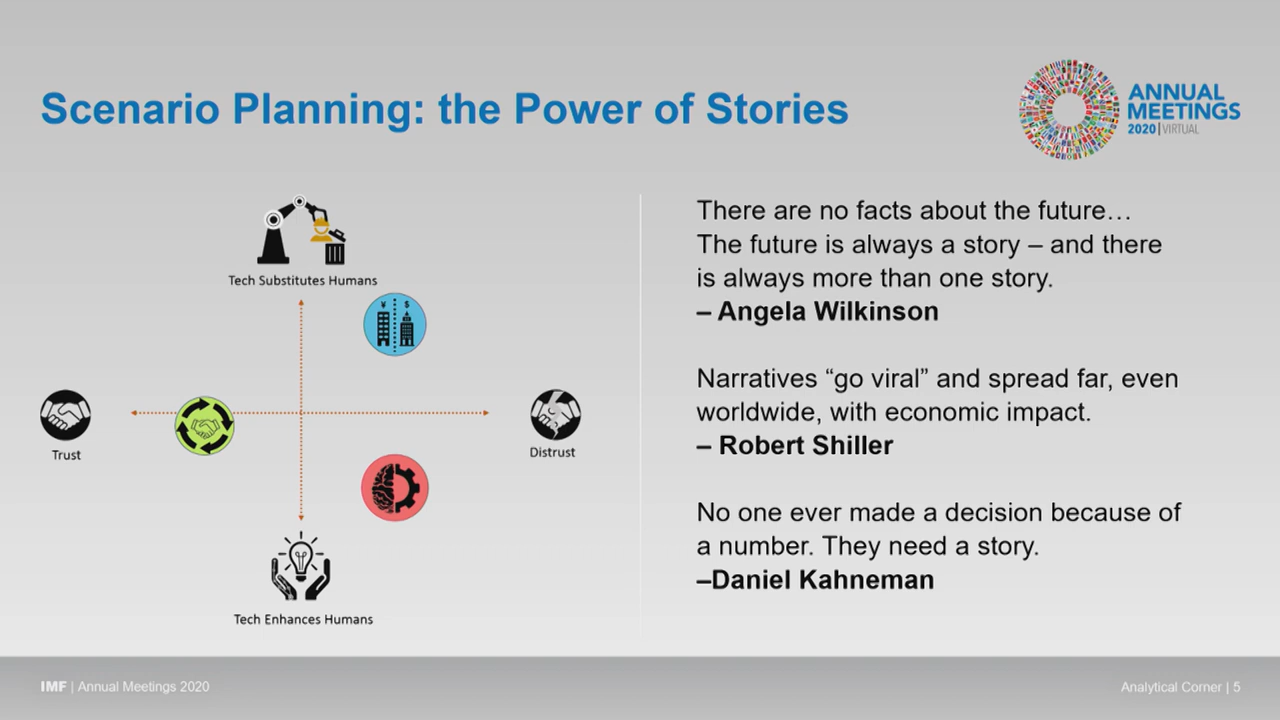 Scenario Planning: the Power of Stories
ANNUAL
MEETINGS
2020 | VIRTUAL
Tech Substitutes Humans
¥ $
Trust
Distrust
Tech Enhances Humans
There are no facts about the future…
The future is always a story – and there
is always more than one story.
– Angela Wilkinson
Narratives “go viral” and spread far, even
worldwide, with economic impact.
– Robert Shiller
No one ever made a decision because of
a number. They need a story.
–Daniel Kahneman
IMF | Annual Meetings 2020
Analytical Corner | 5